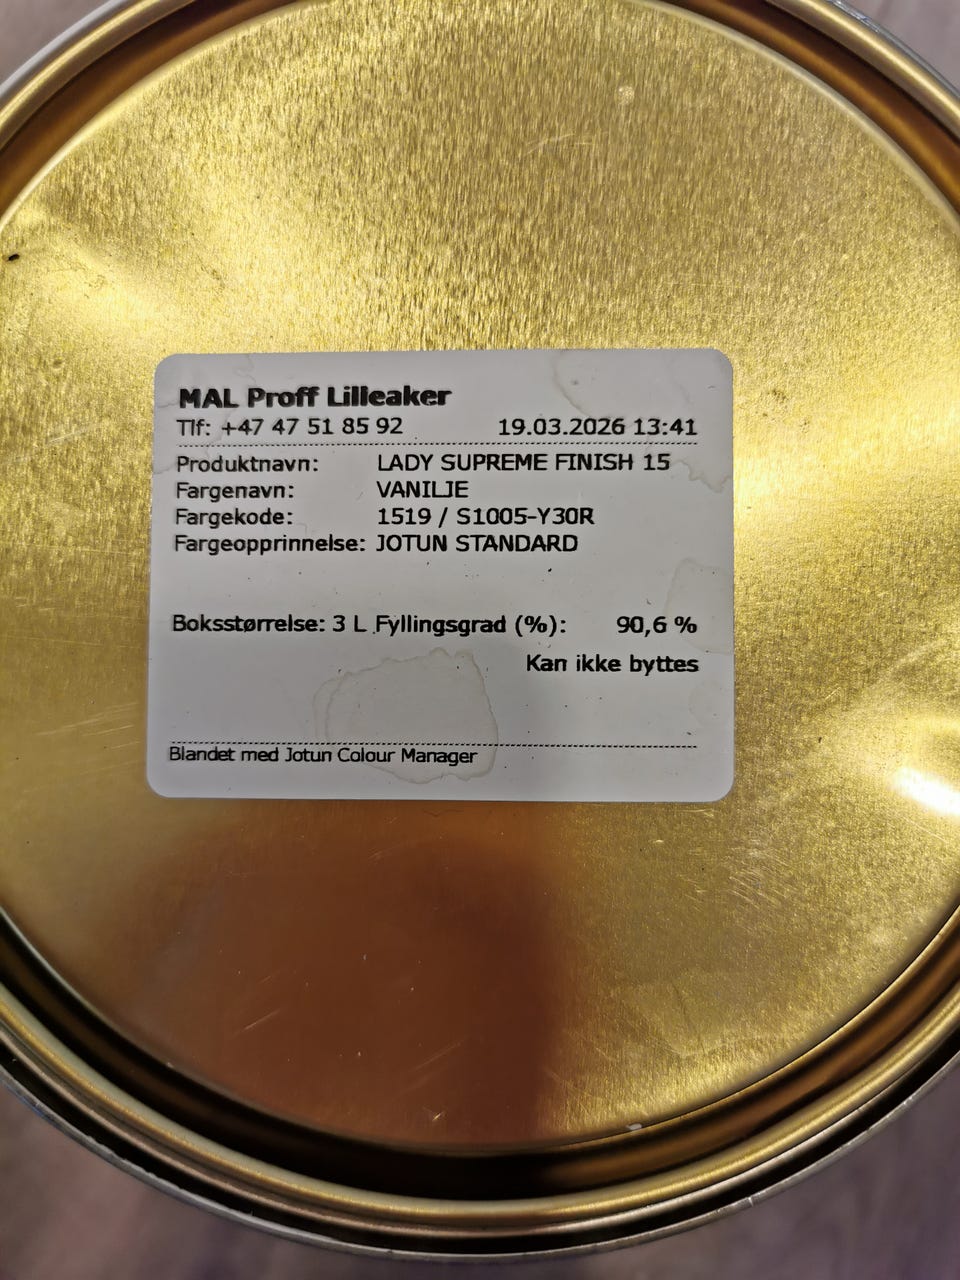 MAL Proff Lilleaker
Tlf: +47 47 51 85 92 19.03.2026 13:41
Produktnavn: LADY SUPREME FINISH 15
Fargenavn: VANILJE
Fargekode: 1519 / S1005-Y30R
Fargeopprinnelse: JOTUN STANDARD
Boksstørrelse: 3 L Fyllingsgrad (%): 90,6 %
Kan ikke byttes
Blandet med Jotun Colour Manager